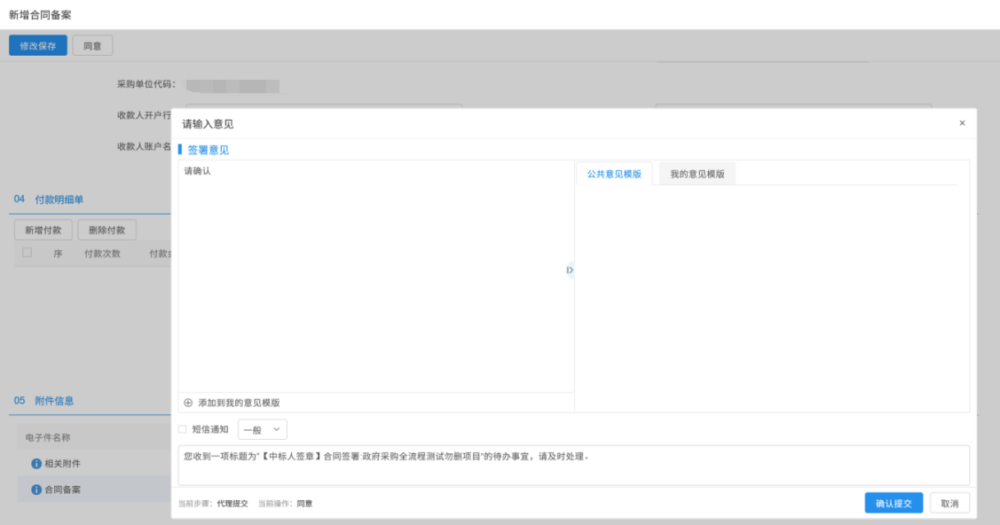 新增合同备案
修改保存 同意
采购单位代码：
收款人开户行
收款人账户名
请输入意见 ×
签署意见
请确认
公共意见模版 我的意见模版
04 付款明细单
新增付款 删除付款
序 付款次数 付款
05 附件信息
添加到我的意见模版
短信通知 一般
电子件名称
您收到一项标题为"【中标人签章】合同签署:政府采购全流程测试勿删项目"的待办事宜，请及时处理。
相关附件
合同备案
当前步骤：代理提交 当前操作：同意
确认提交 取消